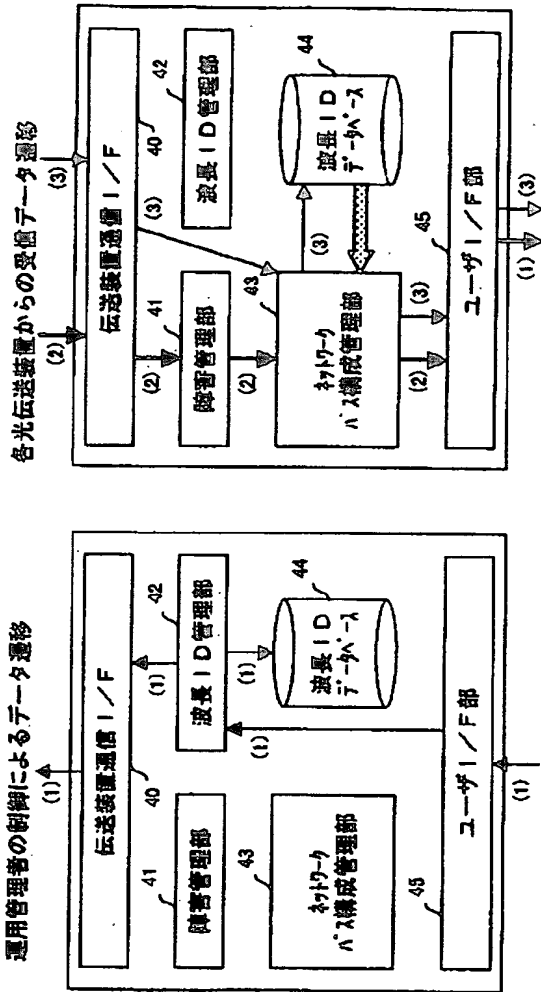 運用管理者の制御によるデータ遷移
(1)
伝送装置通信I/F
40
(1)
41
障害管理部
42
波長ID管理部
(1)
44
43
ネットワーク
パス構成管理部
波長ID
データベース
(1)
45
ユーザI/F部
(1)
各光伝送装置からの受信データ遷移
(2)
(3)
伝送装置通信I/F
40
(2)
(3)
41
障害管理部
42
波長ID管理部
(2)
43
44
ネットワーク
パス構成管理部
(3)
波長ID
データベース
(2)
(3)
45
ユーザI/F部
(1)
(3)